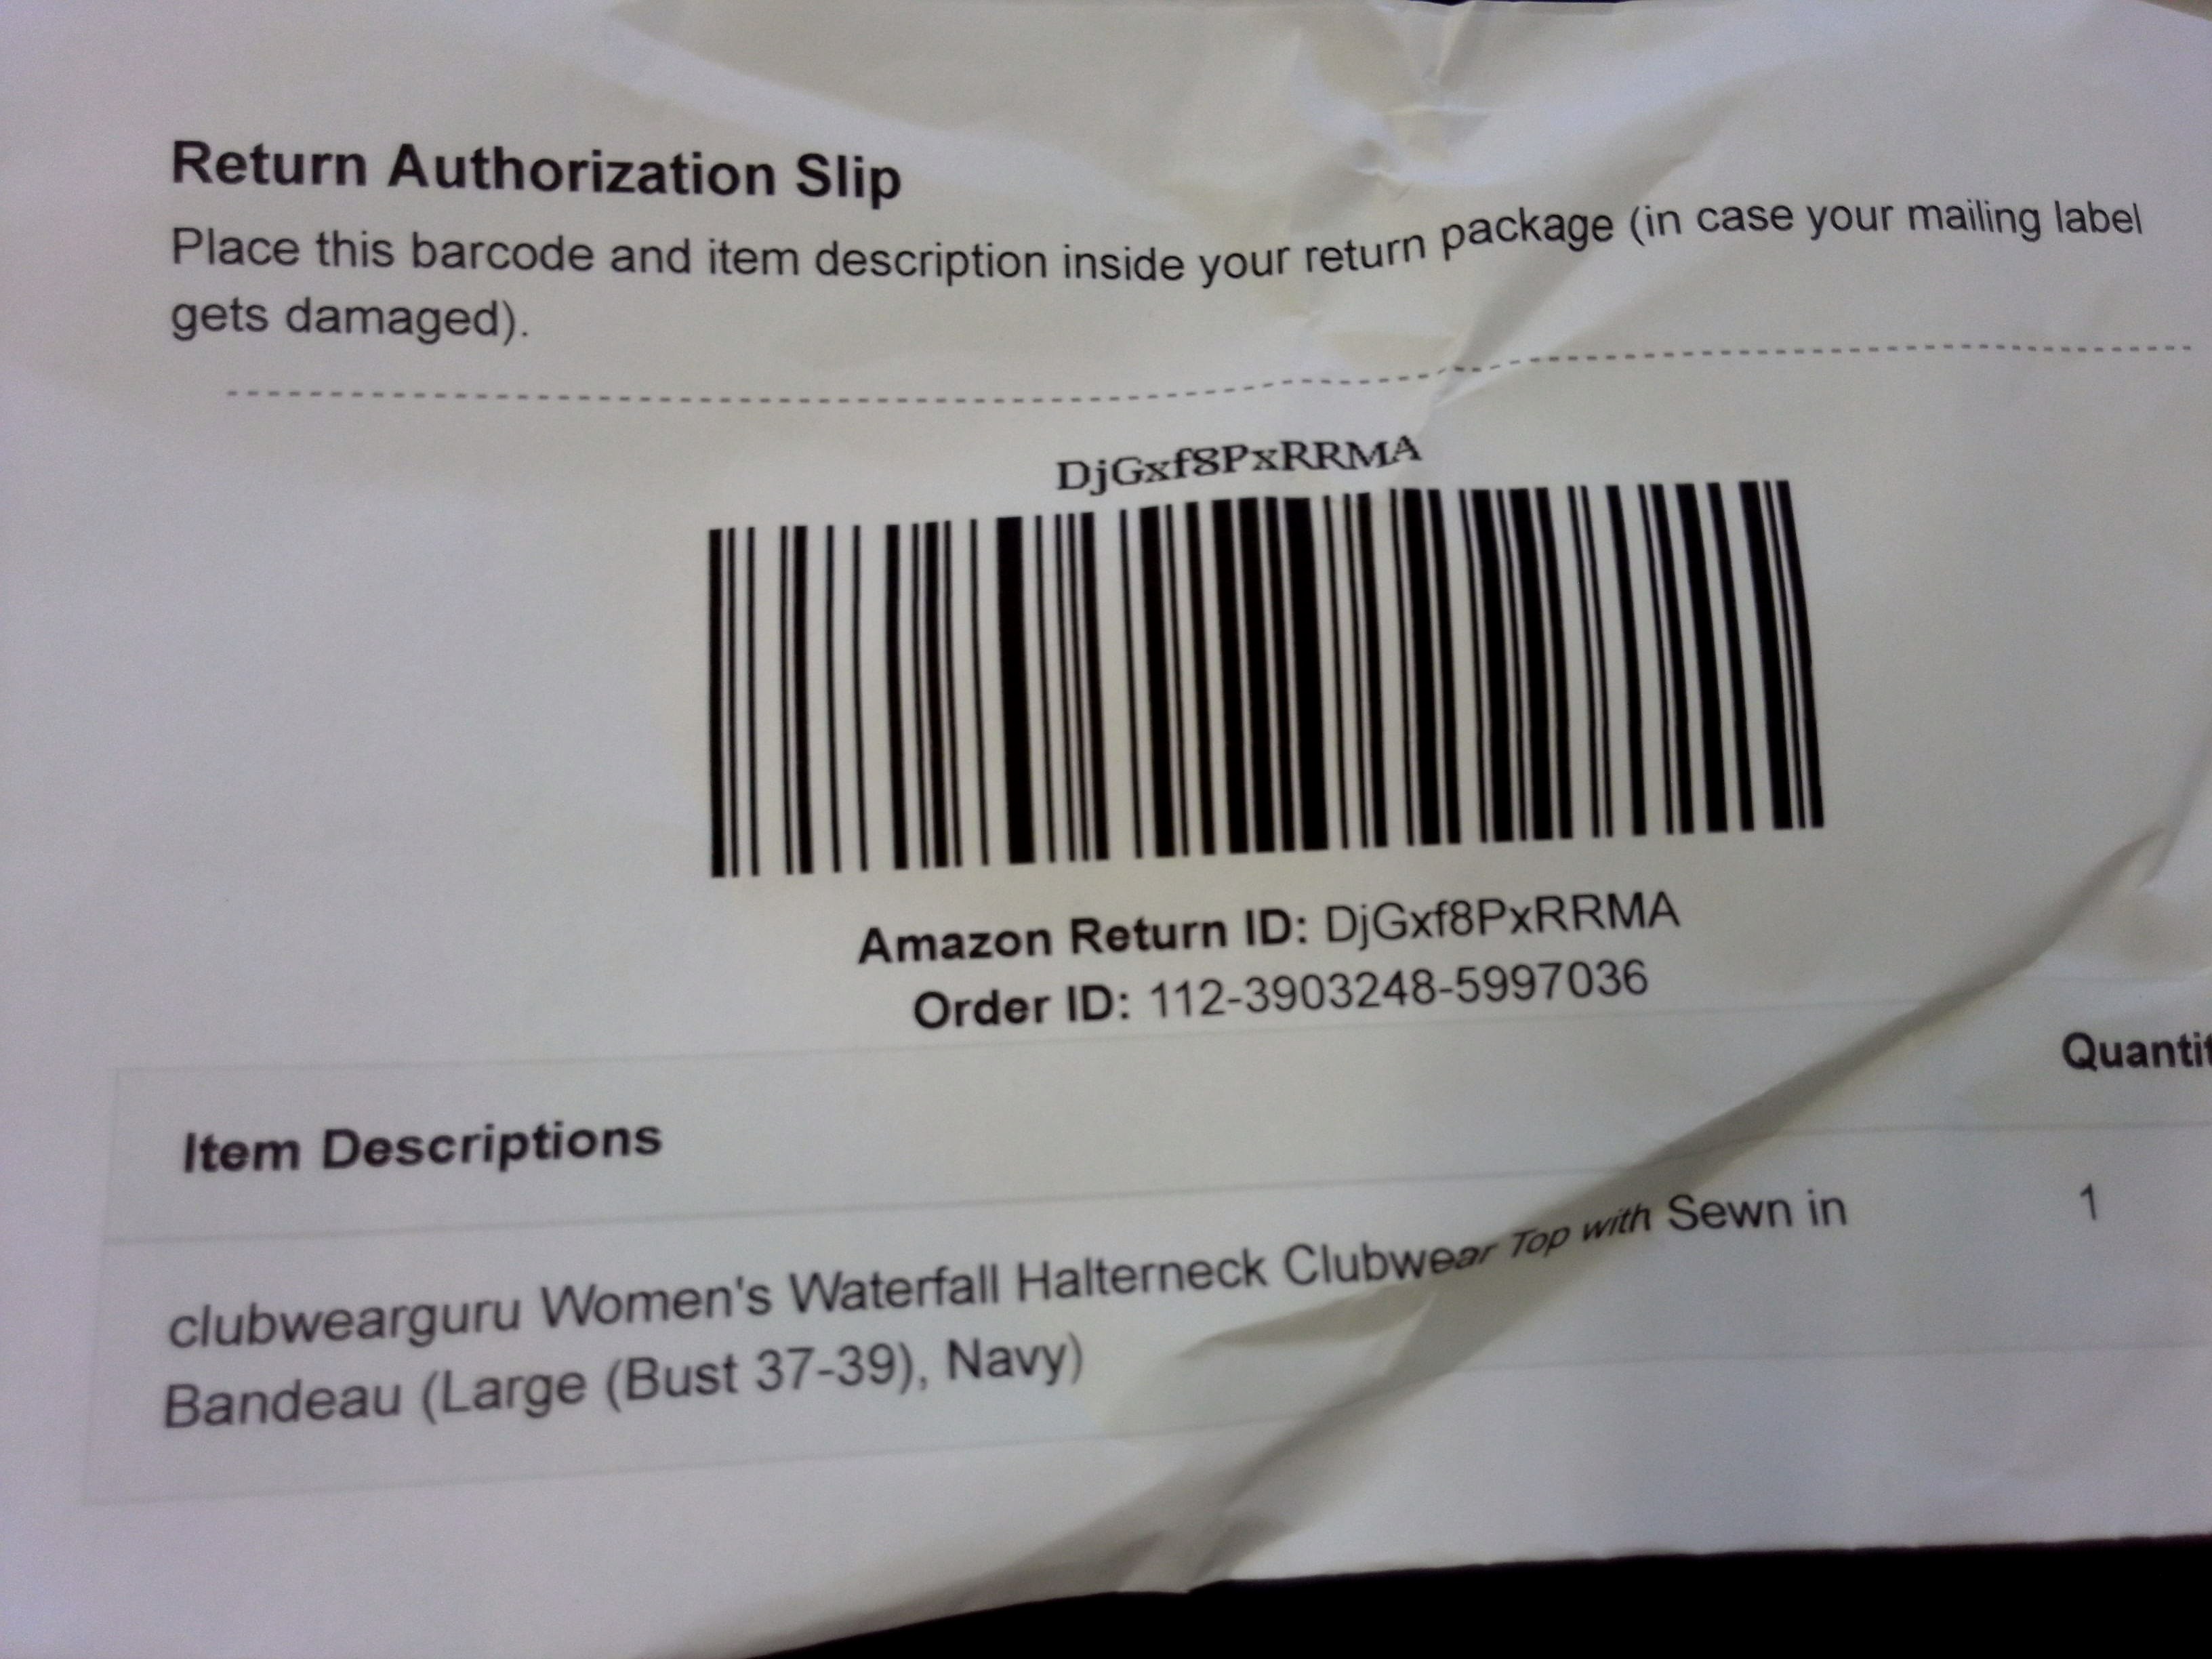 Return Authorization Slip
Place this barcode and item description inside your return package (in case your mailing label
gets damaged).
DjGxf8PxRRMA
Amazon Return ID: DjGxf8PxRRMA
Order ID: 112-3903248-5997036
Quantit
Item Descriptions
clubwearguru Women's Waterfall Halterneck Clubwear Top with Sewn in
1
Bandeau (Large (Bust 37-39), Navy)